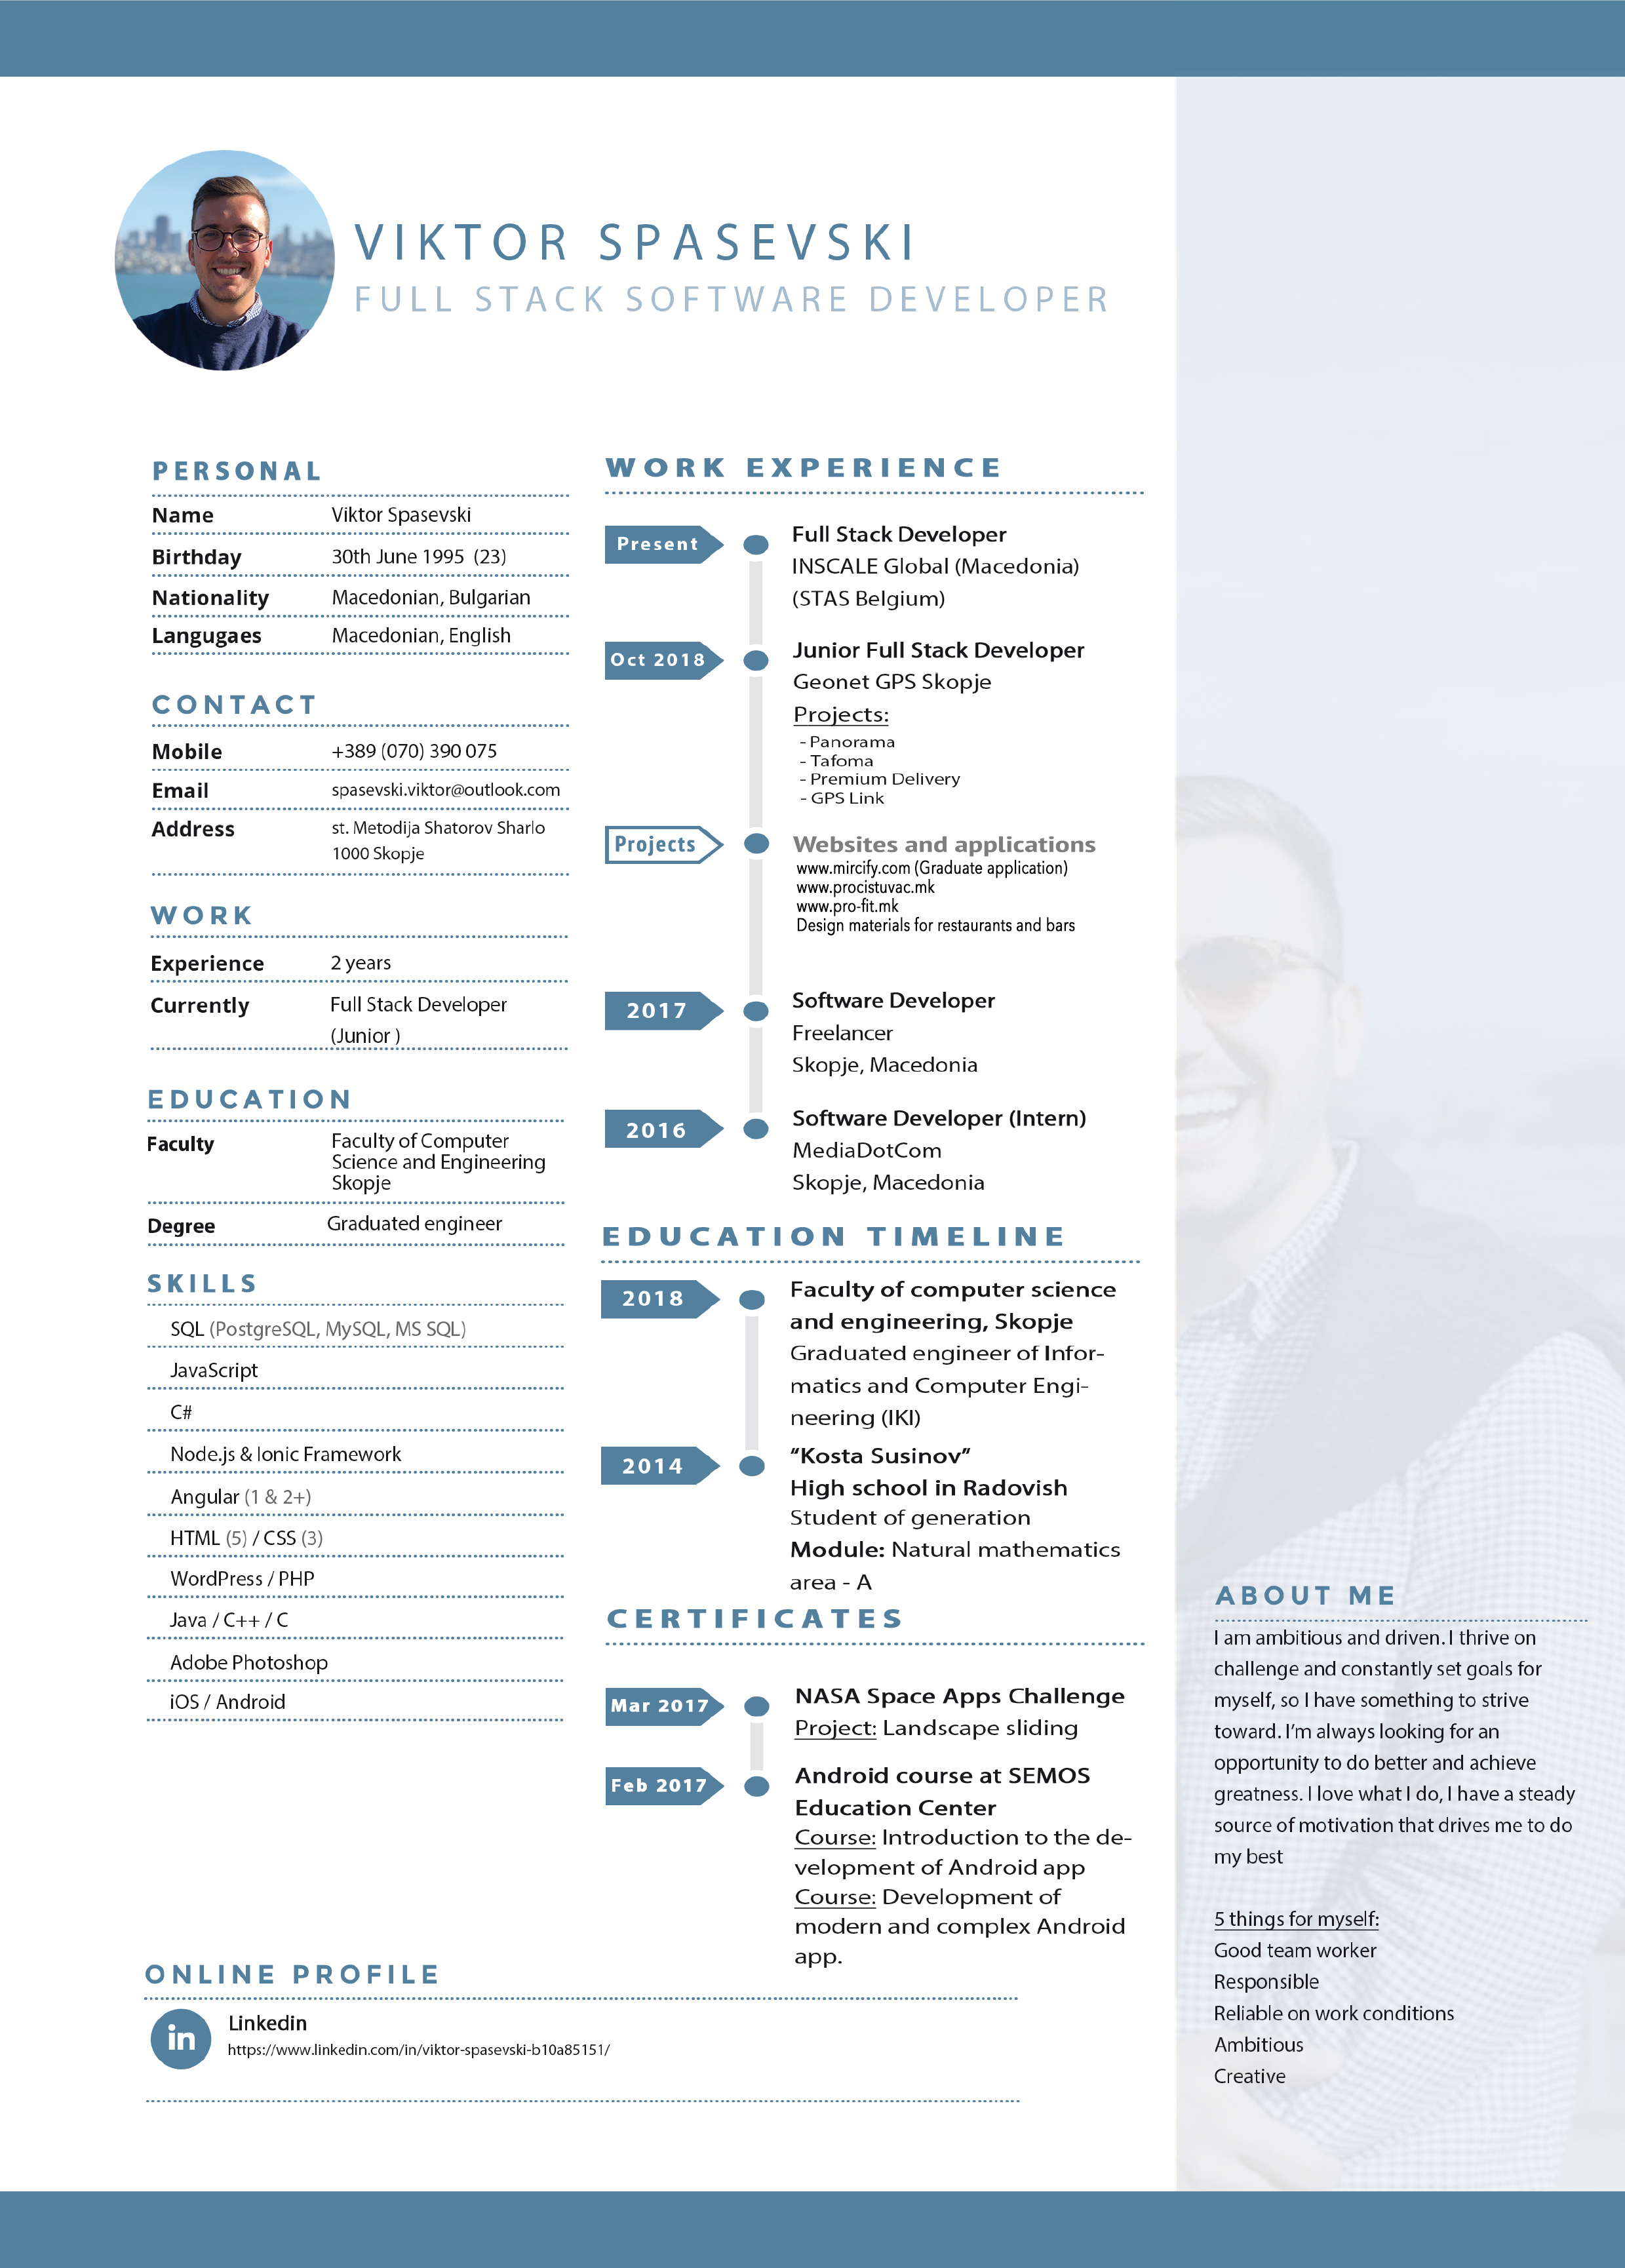 VIKTOR SPASEVSKI
FULL STACK SOFTWARE DEVELOPER
PERSONAL
Name Viktor Spasevski
Birthday 30th June 1995 (23)
Nationality Macedonian, Bulgarian
Langugaes Macedonian, English
CONTACT
Mobile +389 (070) 390 075
Email spasevski.viktor@outlook.com
Address st. Metodija Shatorov Sharlo
1000 Skopje
WORK
Experience 2 years
Currently Full Stack Developer
(Junior )
EDUCATION
Faculty Faculty of Computer
Science and Engineering
Skopje
Degree Graduated engineer
SKILLS
SQL (PostgreSQL, MySQL, MS SQL)
JavaScript
C#
Node.js & Ionic Framework
Angular (1 & 2+)
HTML (5) / CSS (3)
WordPress / PHP
Java / C++ / C
Adobe Photoshop
iOS / Android
WORK EXPERIENCE
Present Full Stack Developer
INSCALE Global (Macedonia)
(STAS Belgium)
Oct 2018 Junior Full Stack Developer
Geonet GPS Skopje
Projects:
- Panorama
- Tafoma
- Premium Delivery
- GPS Link
Projects Websites and applications
www.mircify.com (Graduate application)
www.procistuvac.mk
www.pro-fit.mk
Design materials for restaurants and bars
2017 Software Developer
Freelancer
Skopje, Macedonia
2016 Software Developer (Intern)
MediaDotCom
Skopje, Macedonia
EDUCATION TIMELINE
2018 Faculty of computer science
and engineering, Skopje
Graduated engineer of Infor-
matics and Computer Engi-
neering (IKI)
2014 “Kosta Susinov”
High school in Radovish
Student of generation
Module: Natural mathematics
area - A
CERTIFICATES
Mar 2017 NASA Space Apps Challenge
Project: Landscape sliding
Feb 2017 Android course at SEMOS
Education Center
Course: Introduction to the de-
velopment of Android app
Course: Development of
modern and complex Android
app.
ONLINE PROFILE
in Linkedin
https://www.linkedin.com/in/viktor-spasevski-b10a85151/
ABOUT ME
I am ambitious and driven. I thrive on
challenge and constantly set goals for
myself, so I have something to strive
toward. I’m always looking for an
opportunity to do better and achieve
greatness. I love what I do, I have a steady
source of motivation that drives me to do
my best
5 things for myself:
Good team worker
Responsible
Reliable on work conditions
Ambitious
Creative